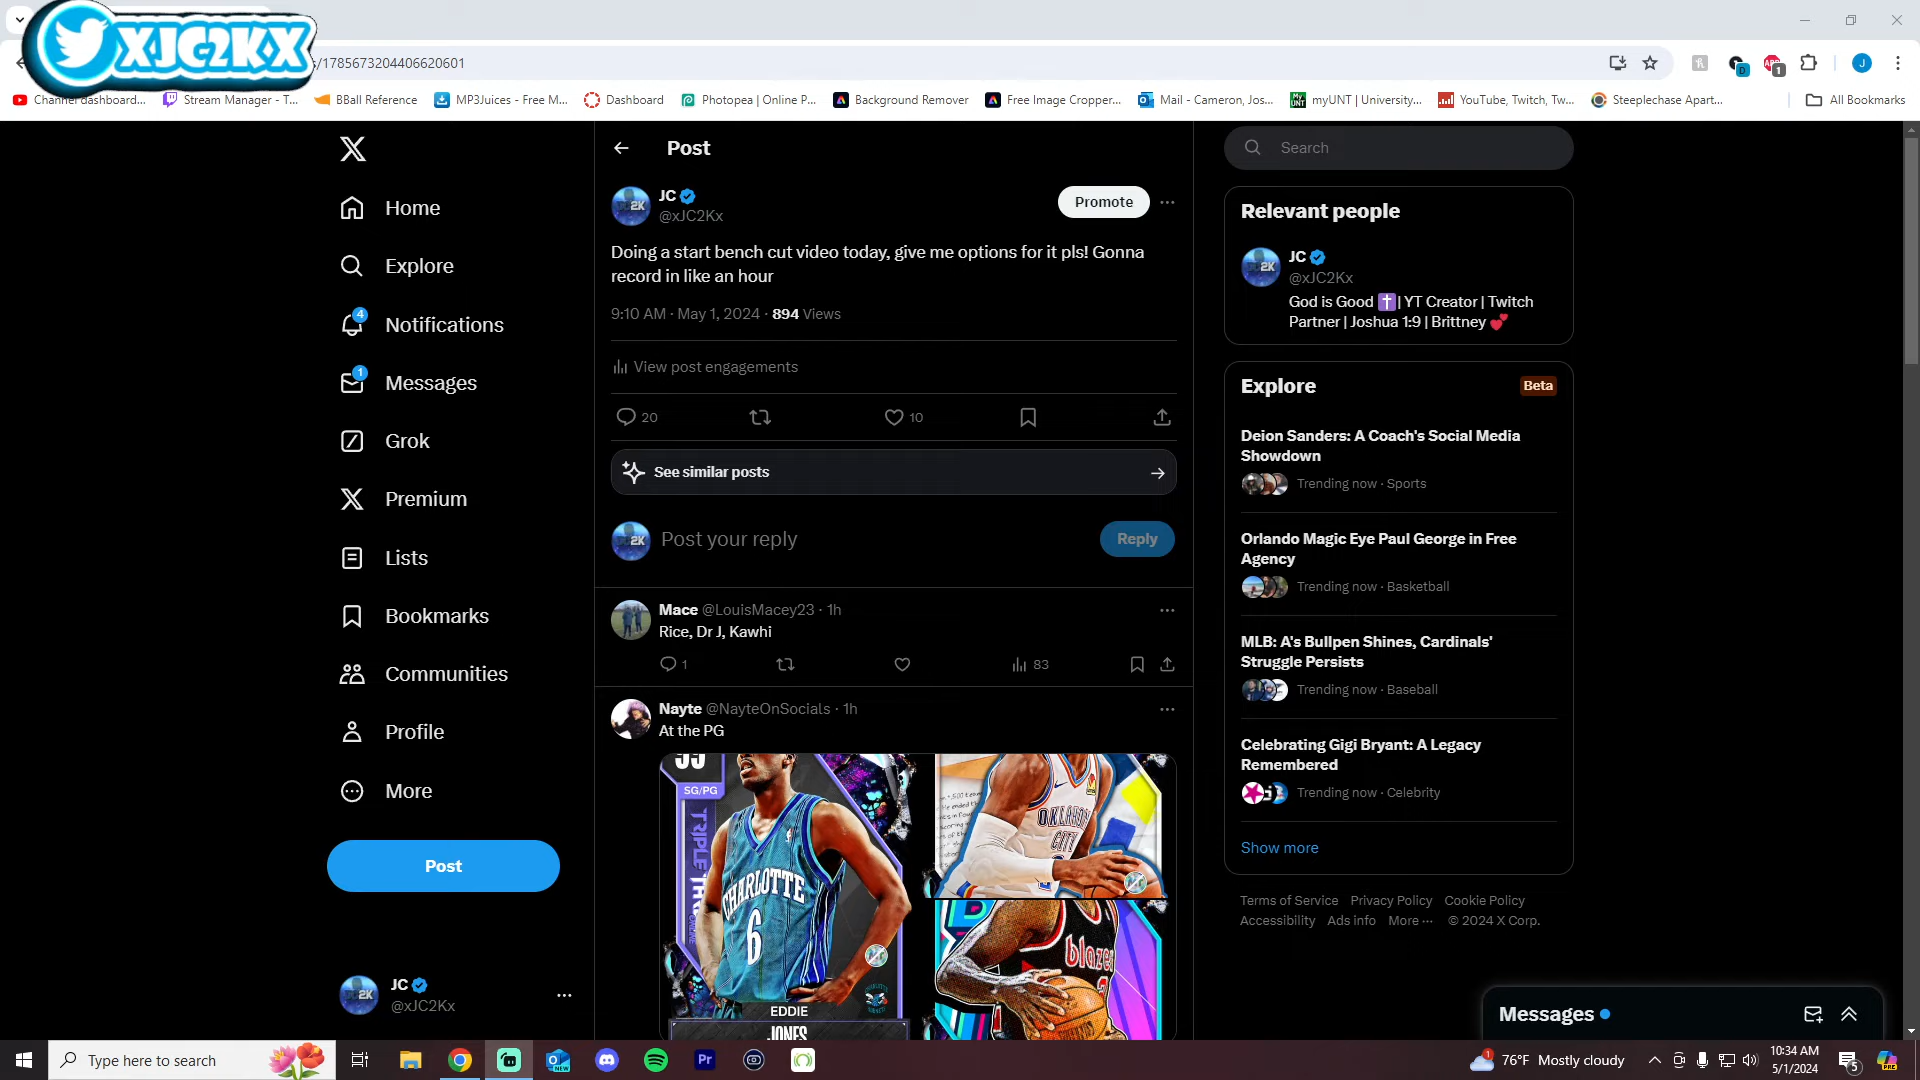 XJC2KX
/1785673204406620601
Channel dashboard...
Stream Manager - T...
BBall Reference
MP3Juices - Free M...
Dashboard
Photopea | Online P...
Background Remover
Free Image Cropper...
Mail - Cameron, Jos...
myUNT | University...
YouTube, Twitch, Tw...
Steeplechase Apart...
All Bookmarks
Home
Explore
4
Notifications
1
Messages
Grok
Premium
Lists
Bookmarks
Communities
Profile
More
Post
JC
@xJC2Kx
Post
JC
@xJC2Kx
Promote
Doing a start bench cut video today, give me options for it pls! Gonna
record in like an hour
9:10 AM · May 1, 2024 · 894 Views
View post engagements
20
10
See similar posts
Post your reply
Reply
Mace @LouisMacey23 · 1h
Rice, Dr J, Kawhi
1
83
Nayte @NayteOnSocials · 1h
At the PG
SG/PG
CHARLOTTE
6
EDDIE
JONES
CITY
Search
Relevant people
JC
@xJC2Kx
God is Good ✝️| YT Creator | Twitch
Partner | Joshua 1:9 | Brittney 💕
Explore
Beta
Deion Sanders: A Coach's Social Media
Showdown
Trending now · Sports
Orlando Magic Eye Paul George in Free
Agency
Trending now · Basketball
MLB: A's Bullpen Shines, Cardinals'
Struggle Persists
Trending now · Baseball
Celebrating Gigi Bryant: A Legacy
Remembered
Trending now · Celebrity
Show more
Terms of Service Privacy Policy Cookie Policy
Accessibility Ads info More ··· © 2024 X Corp.
Messages
Type here to search
76°F Mostly cloudy
10:34 AM
5/1/2024
5